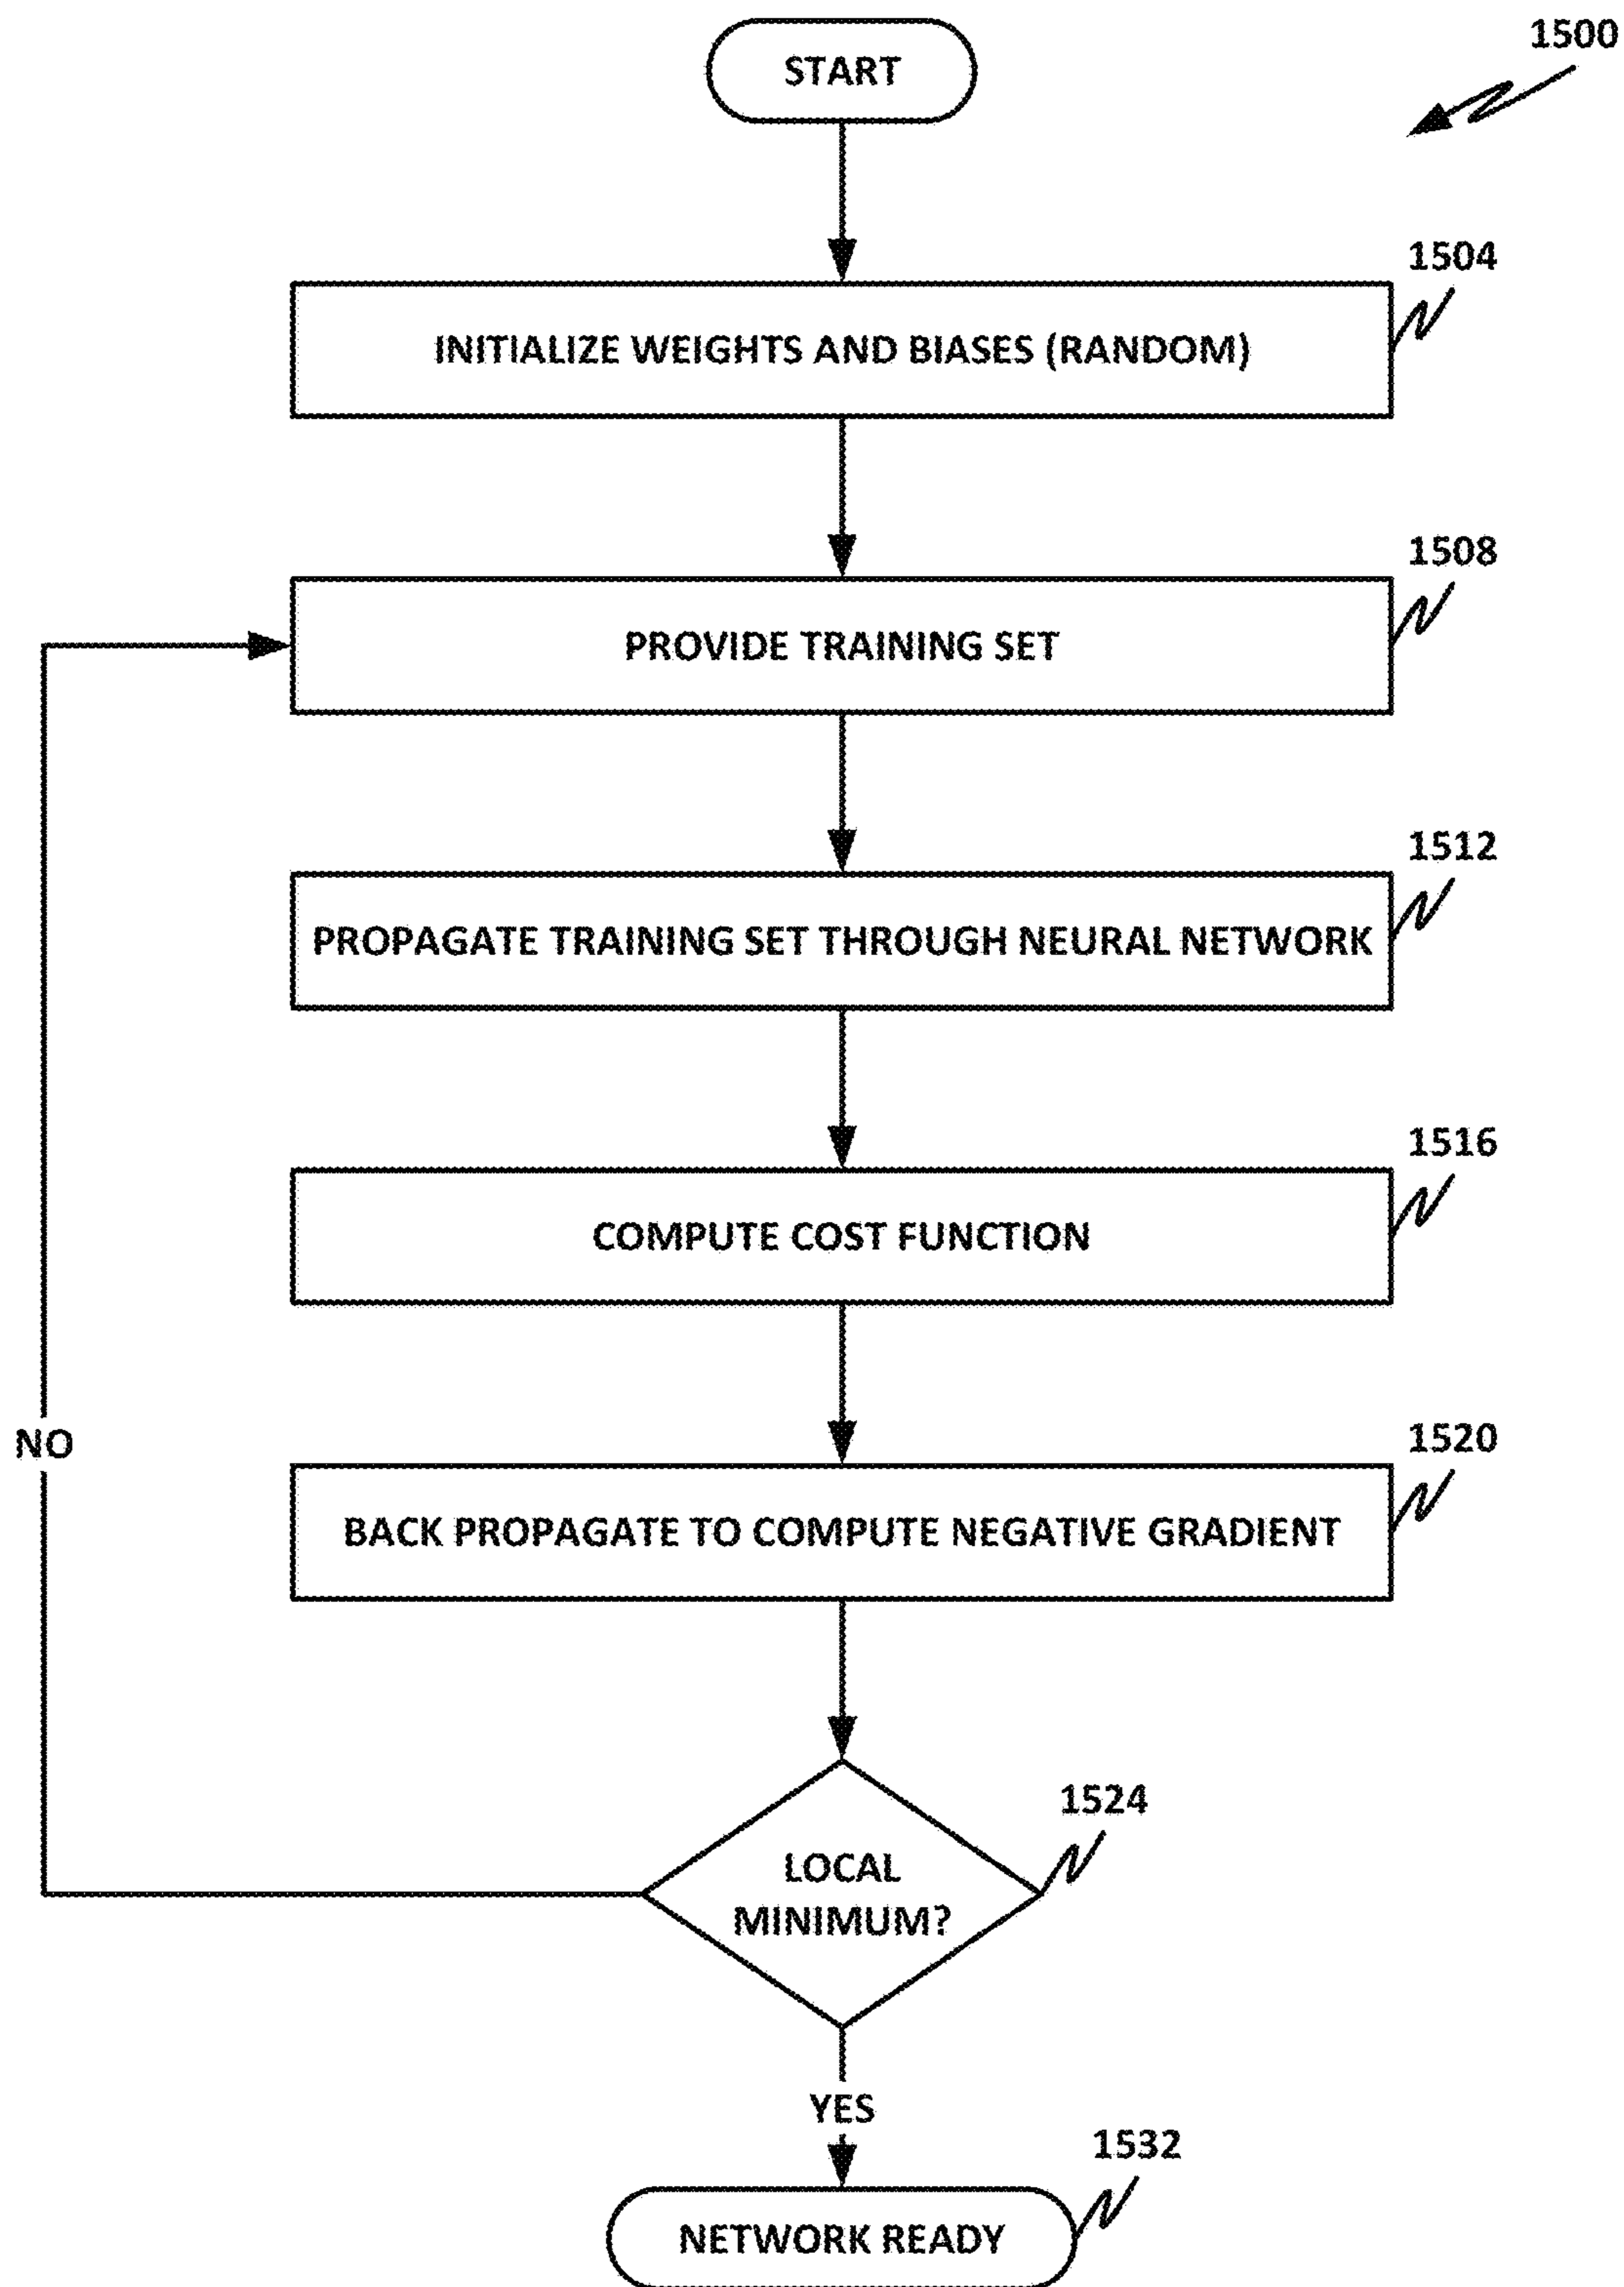 START
1500
1504
INITIALIZE WEIGHTS AND BIASES (RANDOM)
1508
PROVIDE TRAINING SET
1512
PROPAGATE TRAINING SET THROUGH NEURAL NETWORK
1516
COMPUTE COST FUNCTION
NO
1520
BACK PROPAGATE TO COMPUTE NEGATIVE GRADIENT
1524
LOCAL
MINIMUM?
YES
1532
NETWORK READY